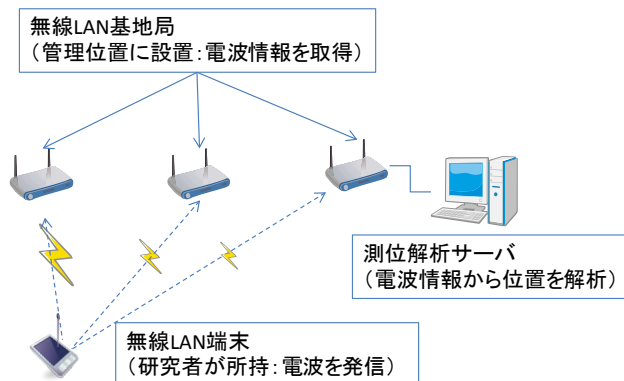 無線LAN基地局
（管理位置に設置：電波情報を取得）
測位解析サーバ
（電波情報から位置を解析）
無線LAN端末
（研究者が所持：電波を発信）